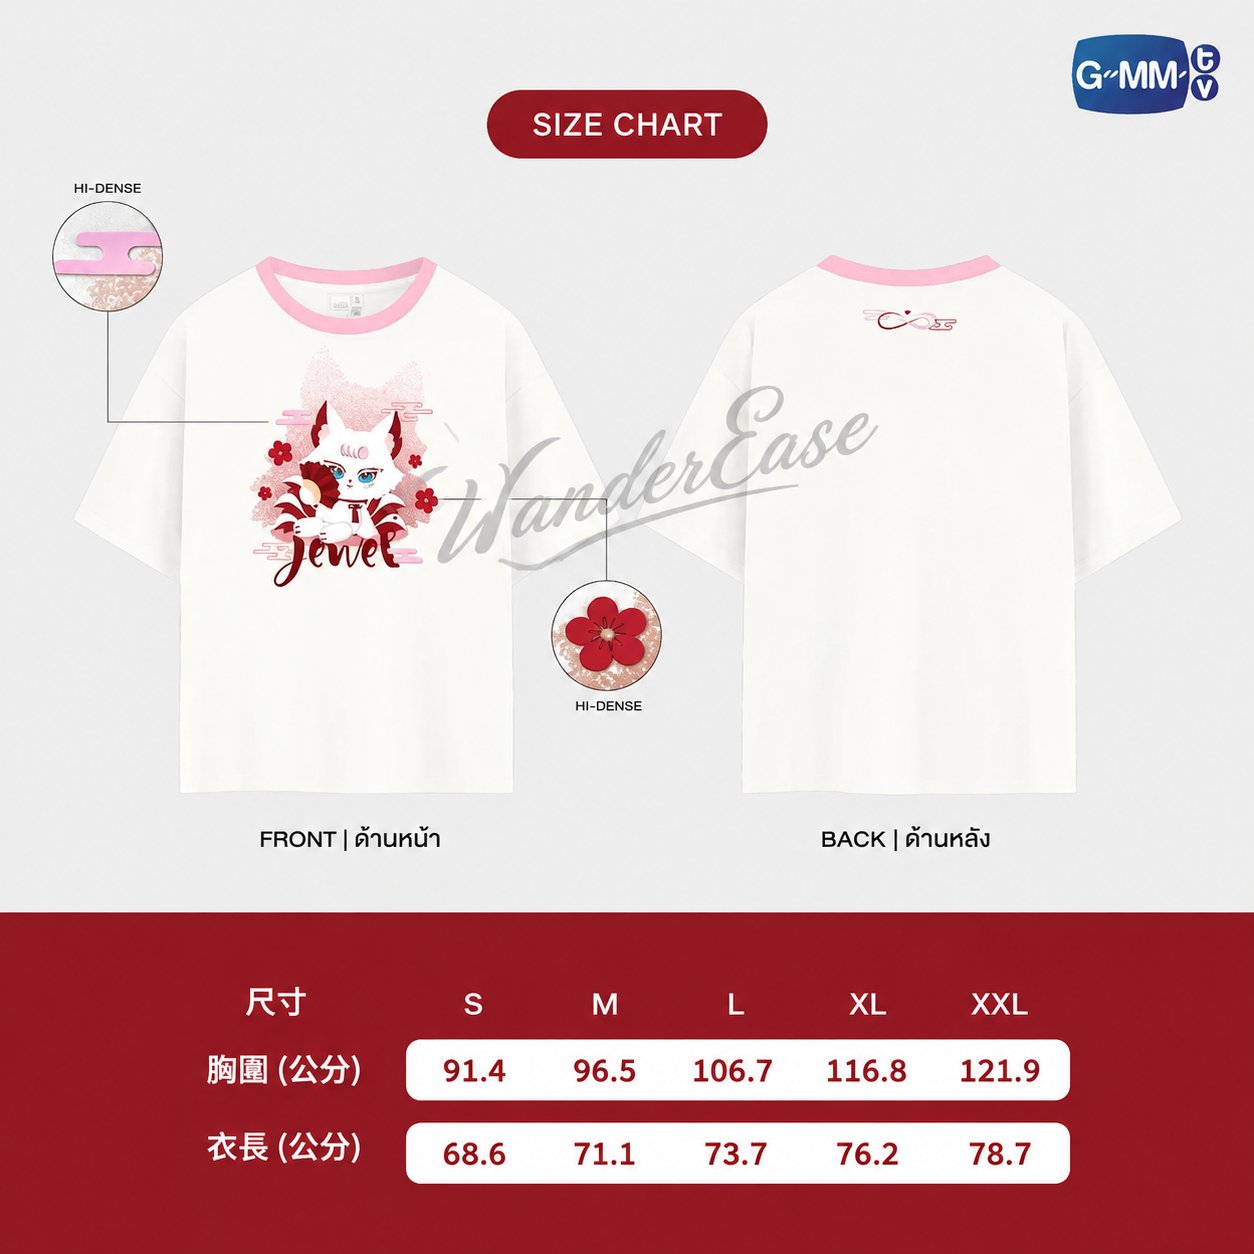 G"MM' tv
SIZE CHART
HI-DENSE
Jewel
WanderEase
HI-DENSE
FRONT | ด้านหน้า
BACK | ด้านหลัง
尺寸 S M L XL XXL
胸圍 (公分) 91.4 96.5 106.7 116.8 121.9
衣長 (公分) 68.6 71.1 73.7 76.2 78.7